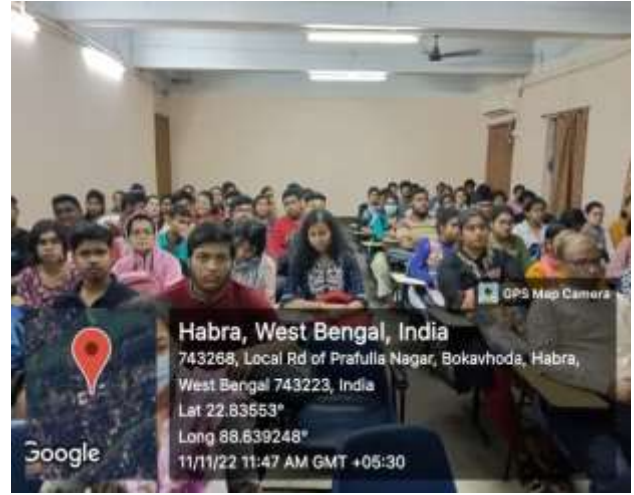 GPS Map Camera
Habra, West Bengal, India
743268, Local Rd of Prafulla Nagar, Bokavhoda, Habra,
West Bengal 743223, India
Lat 22.83553°
Long 88.639248°
11/11/22 11:47 AM GMT +05:30
Google